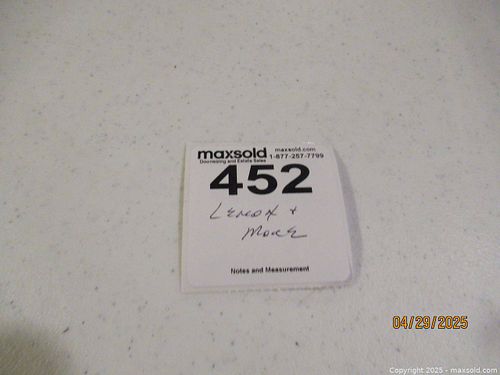 maxsold
maxsold.com
Downsizing and Estate Sales
1-877-257-7799
452
Lenox +
More
Notes and Measurement
04/29/2025
Copyright 2025 - maxsold.com